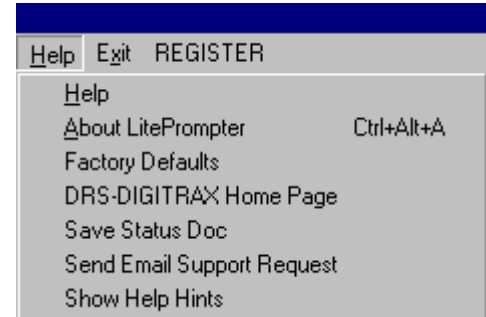 Help Exit REGISTER
Help
About LitePrompter Ctrl+Alt+A
Factory Defaults
DRS-DIGITRAX Home Page
Save Status Doc
Send Email Support Request
Show Help Hints